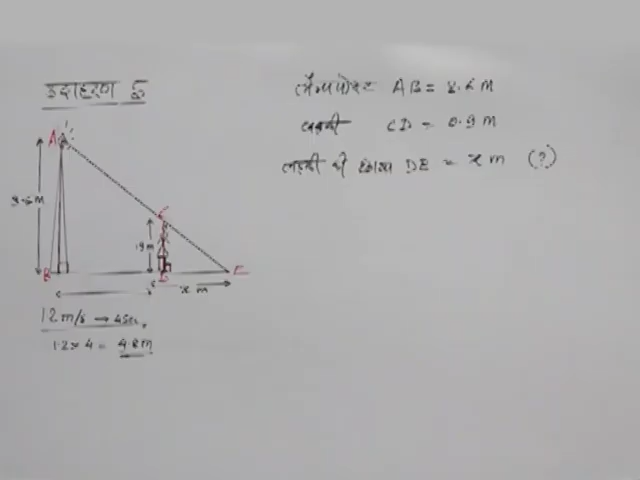 उदाहरण 5
लैम्पपोस्ट AB = 3.6 m
लड़की CD = 0.9 m
लड़की की छाया DE = x m (?)
A
C
3.6 m
.9 m
B
D
E
x m
1.2 m/s → 4 sec.
1.2 × 4 = 4.8 m